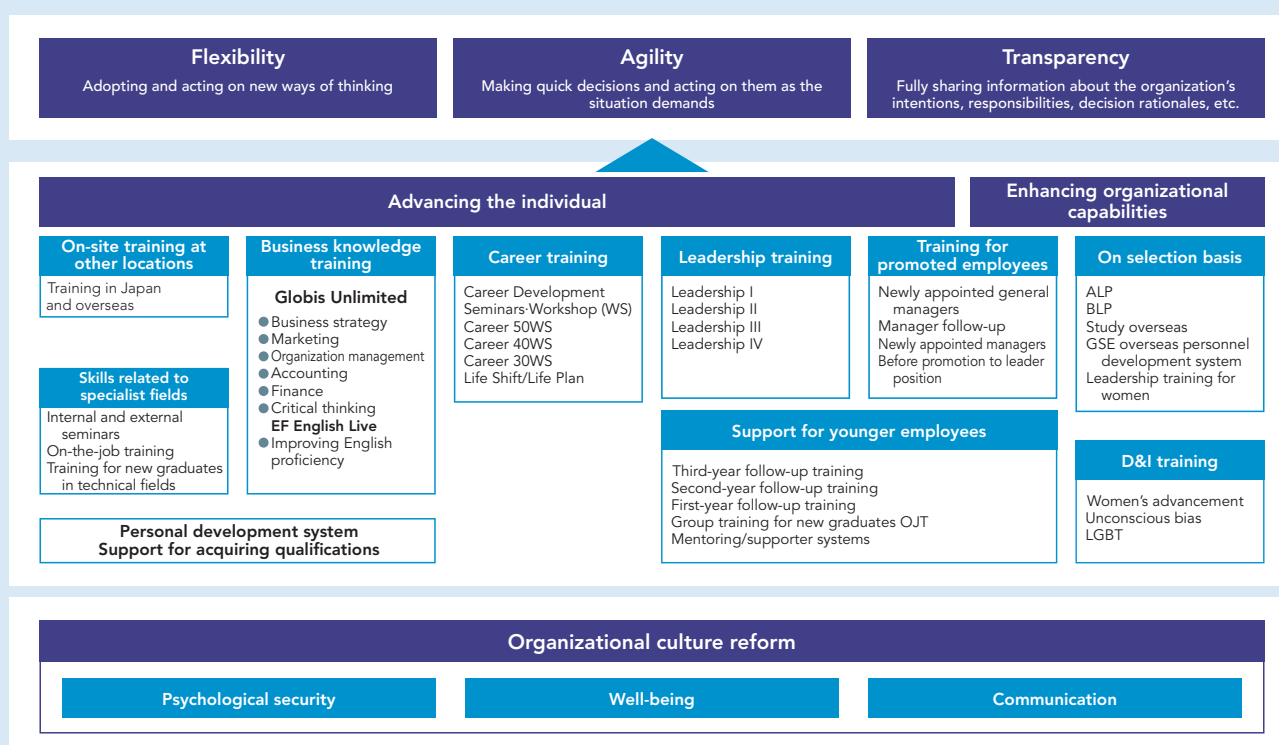 Flexibility
Adopting and acting on new ways of thinking
Agility
Making quick decisions and acting on them as the
situation demands
Transparency
Fully sharing information about the organization’s
intentions, responsibilities, decision rationales, etc.
Advancing the individual
Enhancing organizational
capabilities
On-site training at
other locations
Training in Japan
and overseas
Skills related to
specialist fields
Internal and external
seminars
On-the-job training
Training for new graduates
in technical fields
Business knowledge
training
Globis Unlimited
● Business strategy
● Marketing
● Organization management
● Accounting
● Finance
● Critical thinking
EF English Live
● Improving English
proficiency
Personal development system
Support for acquiring qualifications
Career training
Career Development
Seminars·Workshop (WS)
Career 50WS
Career 40WS
Career 30WS
Life Shift/Life Plan
Leadership training
Leadership I
Leadership II
Leadership III
Leadership IV
Training for
promoted employees
Newly appointed general
managers
Manager follow-up
Newly appointed managers
Before promotion to leader
position
Support for younger employees
Third-year follow-up training
Second-year follow-up training
First-year follow-up training
Group training for new graduates OJT
Mentoring/supporter systems
On selection basis
ALP
BLP
Study overseas
GSE overseas personnel
development system
Leadership training for
women
D&I training
Women’s advancement
Unconscious bias
LGBT
Organizational culture reform
Psychological security
Well-being
Communication